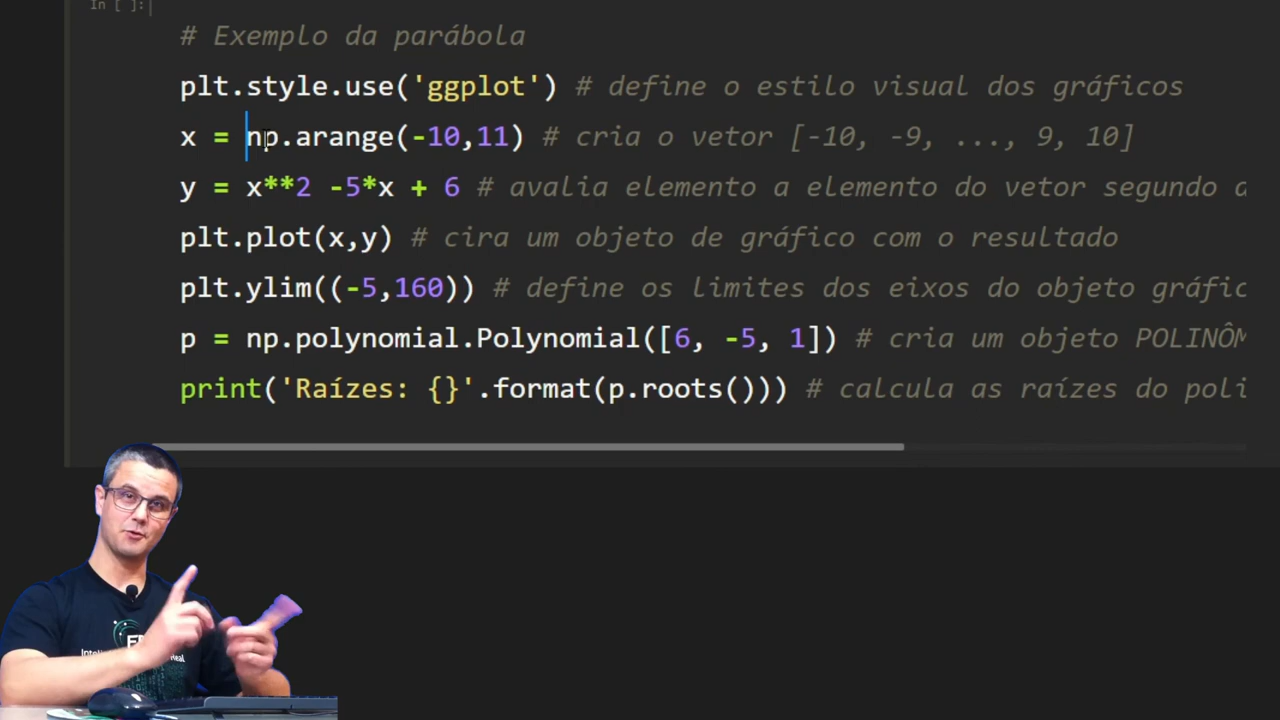 In [ ]:
# Exemplo da parábola
plt.style.use('ggplot') # define o estilo visual dos gráficos
x = np.arange(-10,11) # cria o vetor [-10, -9, ..., 9, 10]
y = x**2 -5*x + 6 # avalia elemento a elemento do vetor segundo
plt.plot(x,y) # cira um objeto de gráfico com o resultado
plt.ylim((-5,160)) # define os limites dos eixos do objeto gráfic
p = np.polynomial.Polynomial([6, -5, 1]) # cria um objeto POLINÔM
print('Raízes: {}'.format(p.roots())) # calcula as raízes do poli